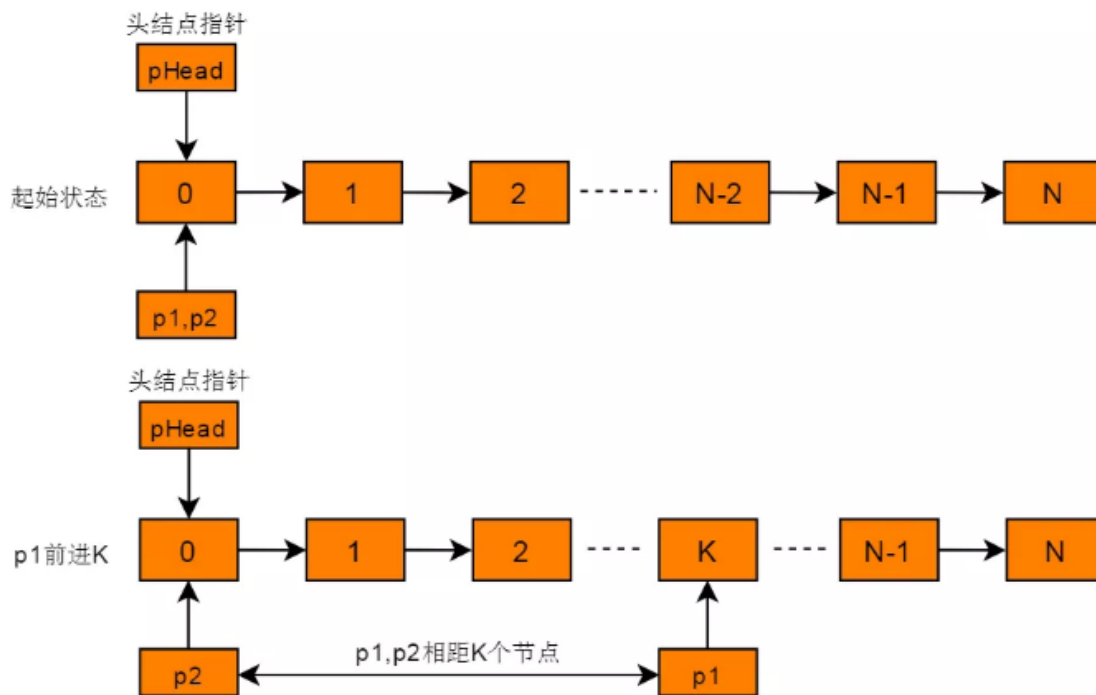 头结点指针
pHead
起始状态 0 1 2 N-2 N-1 N
p1,p2
头结点指针
pHead
p1前进K 0 1 2 K N-1 N
p1,p2相距K个节点
p2 p1